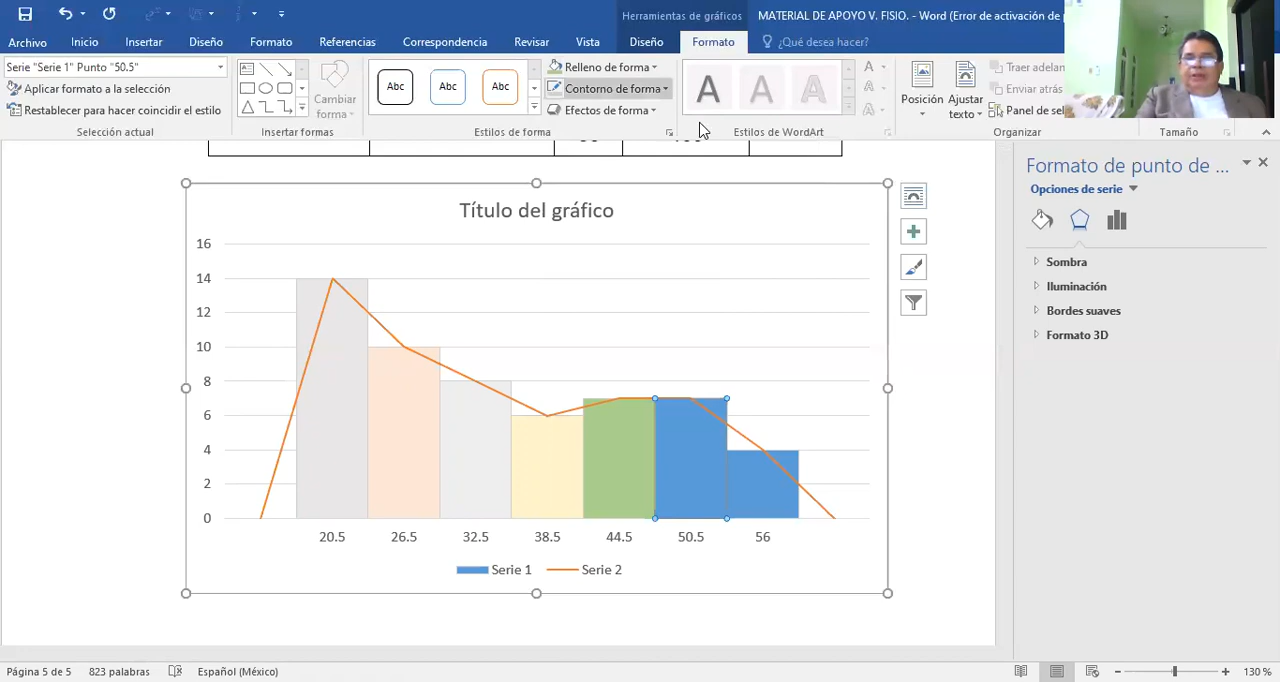 Herramientas de gráficos
MATERIAL DE APOYO V. FISIO. - Word (Error de activación de
Archivo Inicio Insertar Diseño Formato Referencias Correspondencia Revisar Vista Diseño Formato ¿Qué desea hacer?
Serie "Serie 1" Punto "50.5"
Aplicar formato a la selección
Restablecer para hacer coincidir el estilo
Selección actual
Cambiar
forma
Insertar formas
Abc Abc Abc
Relleno de forma
Contorno de forma
Efectos de forma
Estilos de forma
A A A
Estilos de WordArt
Posición
Ajustar
texto
Traer adelan
Enviar atrás
Panel de sel
Organizar
Tamaño
Título del gráfico
16
14
12
10
8
6
4
2
0
20.5 26.5 32.5 38.5 44.5 50.5 56
Serie 1 Serie 2
Formato de punto de ...
Opciones de serie
Sombra
Iluminación
Bordes suaves
Formato 3D
Página 5 de 5 823 palabras Español (México) 130 %